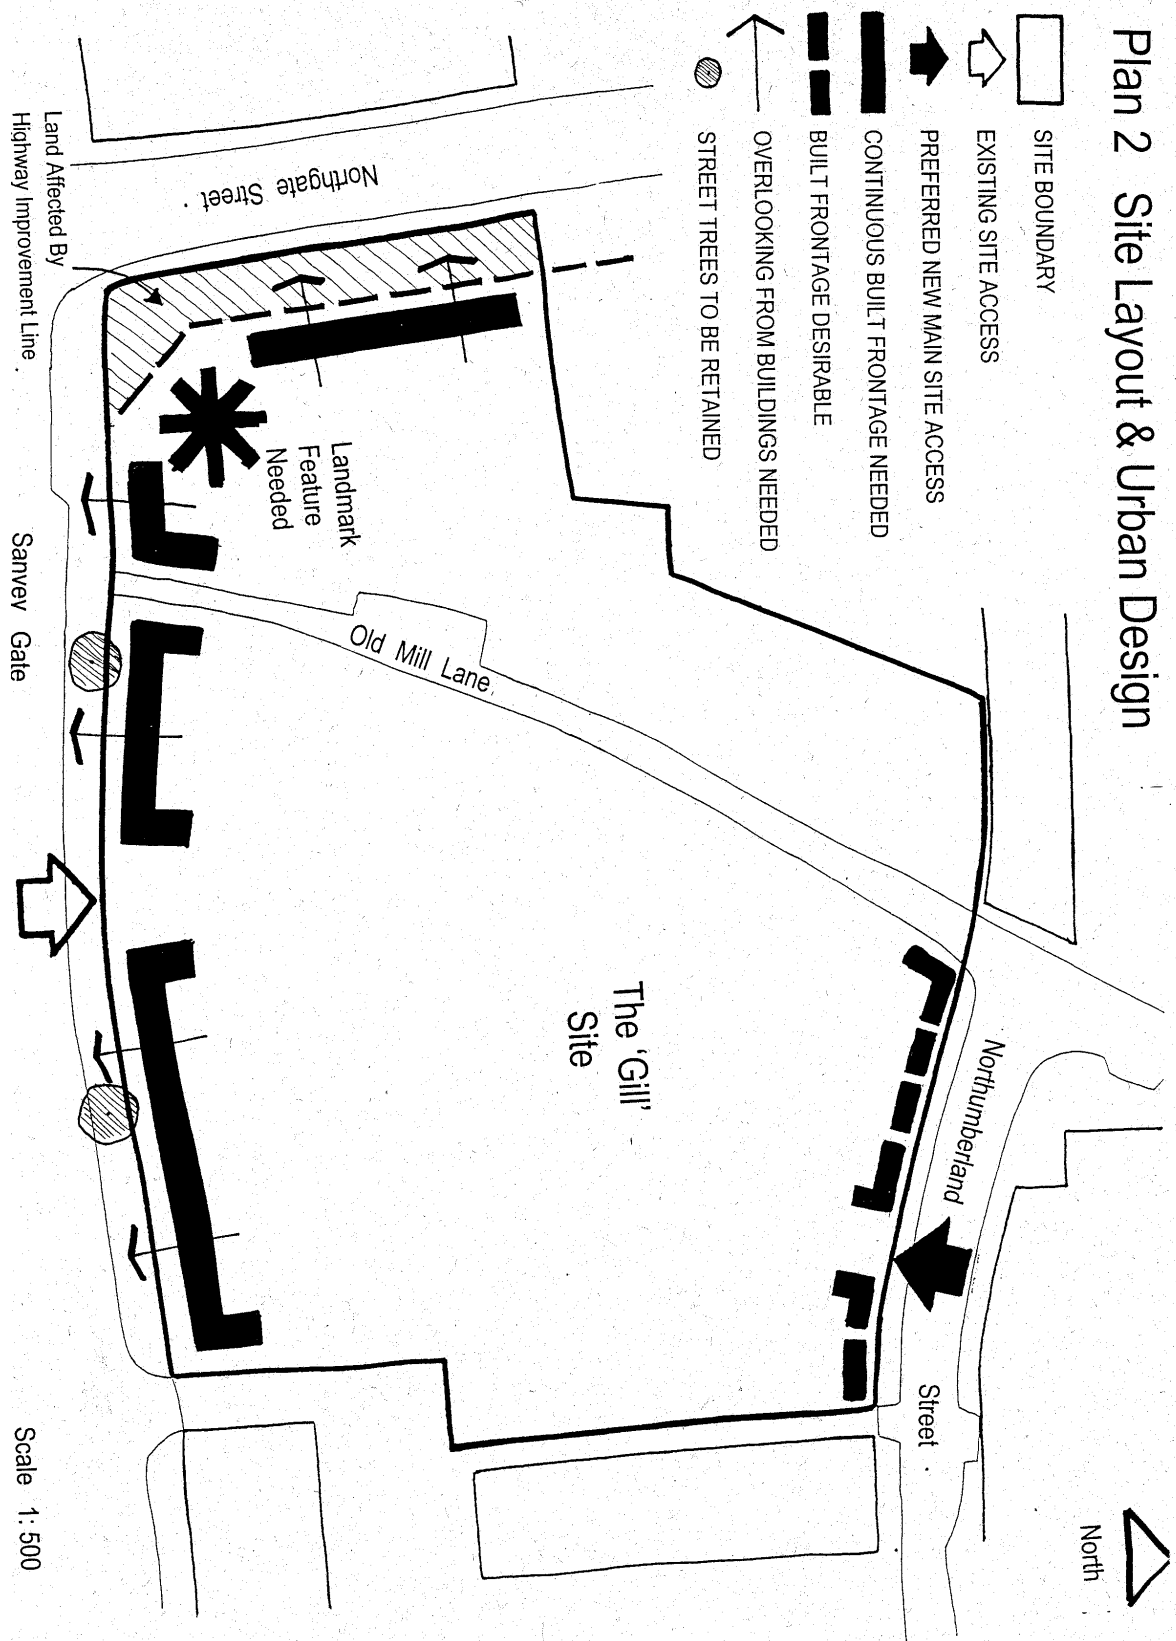 Plan 2 Site Layout & Urban Design
SITE BOUNDARY
EXISTING SITE ACCESS
PREFERRED NEW MAIN SITE ACCESS
CONTINUOUS BUILT FRONTAGE NEEDED
BUILT FRONTAGE DESIRABLE
OVERLOOKING FROM BUILDINGS NEEDED
STREET TREES TO BE RETAINED
North
Northumberland
Street
Northgate Street
Old Mill Lane
The 'Gill'
Site
Landmark
Feature
Needed
Land Affected By
Highway Improvement Line
Sanvey Gate
Scale 1: 500